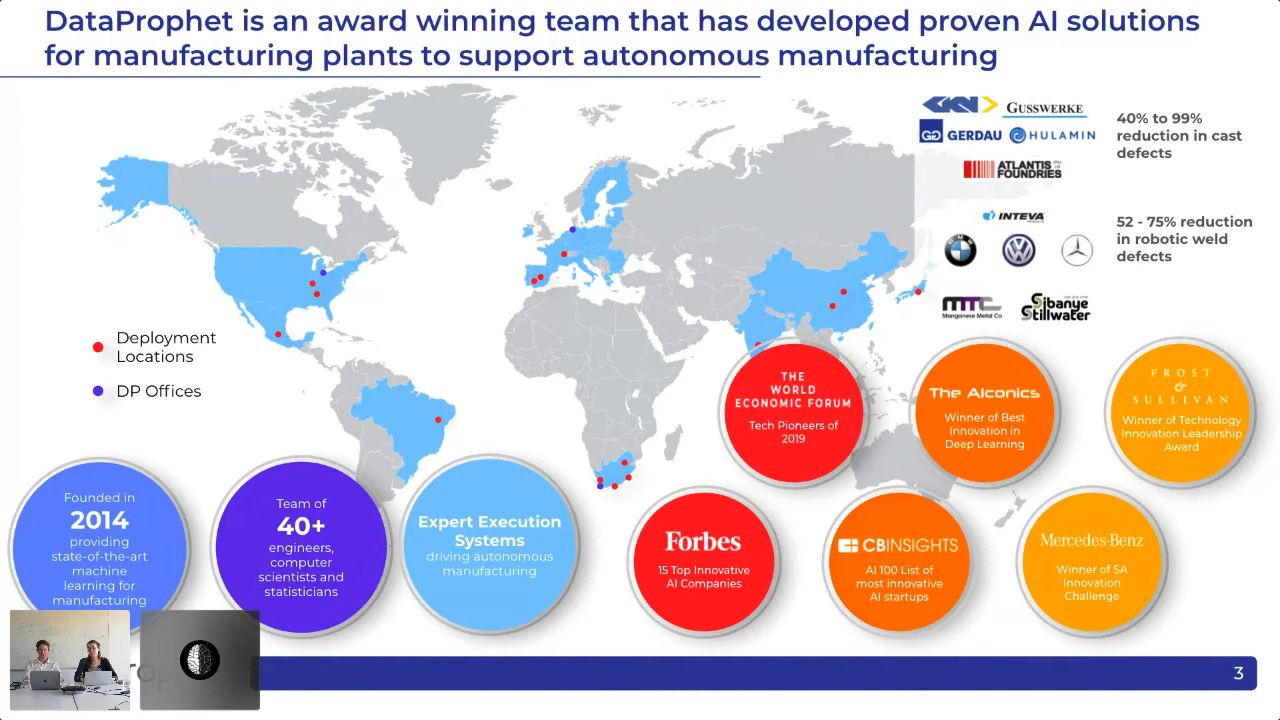 DataProphet is an award winning team that has developed proven AI solutions
for manufacturing plants to support autonomous manufacturing
GKN
GUSSWERKE
GG GERDAU
HULAMIN
ATLANTIS
FOUNDRIES
40% to 99%
reduction in cast
defects
INTEVA
BMW
52 - 75% reduction
in robotic weld
defects
MMC
Manganese Metal Co
Sibanye
Stillwater
Deployment
Locations
DP Offices
THE
WORLD
ECONOMIC FORUM
Tech Pioneers of
2019
The AIconics
Winner of Best
Innovation in
Deep Learning
FROST
&
SULLIVAN
Winner of Technology
Innovation Leadership
Award
Founded in
2014
providing
state-of-the-art
machine
learning for
manufacturing
Team of
40+
engineers,
computer
scientists and
statisticians
Expert Execution
Systems
driving autonomous
manufacturing
Forbes
15 Top Innovative
AI Companies
CBINSIGHTS
AI 100 List of
most innovative
AI startups
Mercedes-Benz
Winner of SA
Innovation
Challenge
3